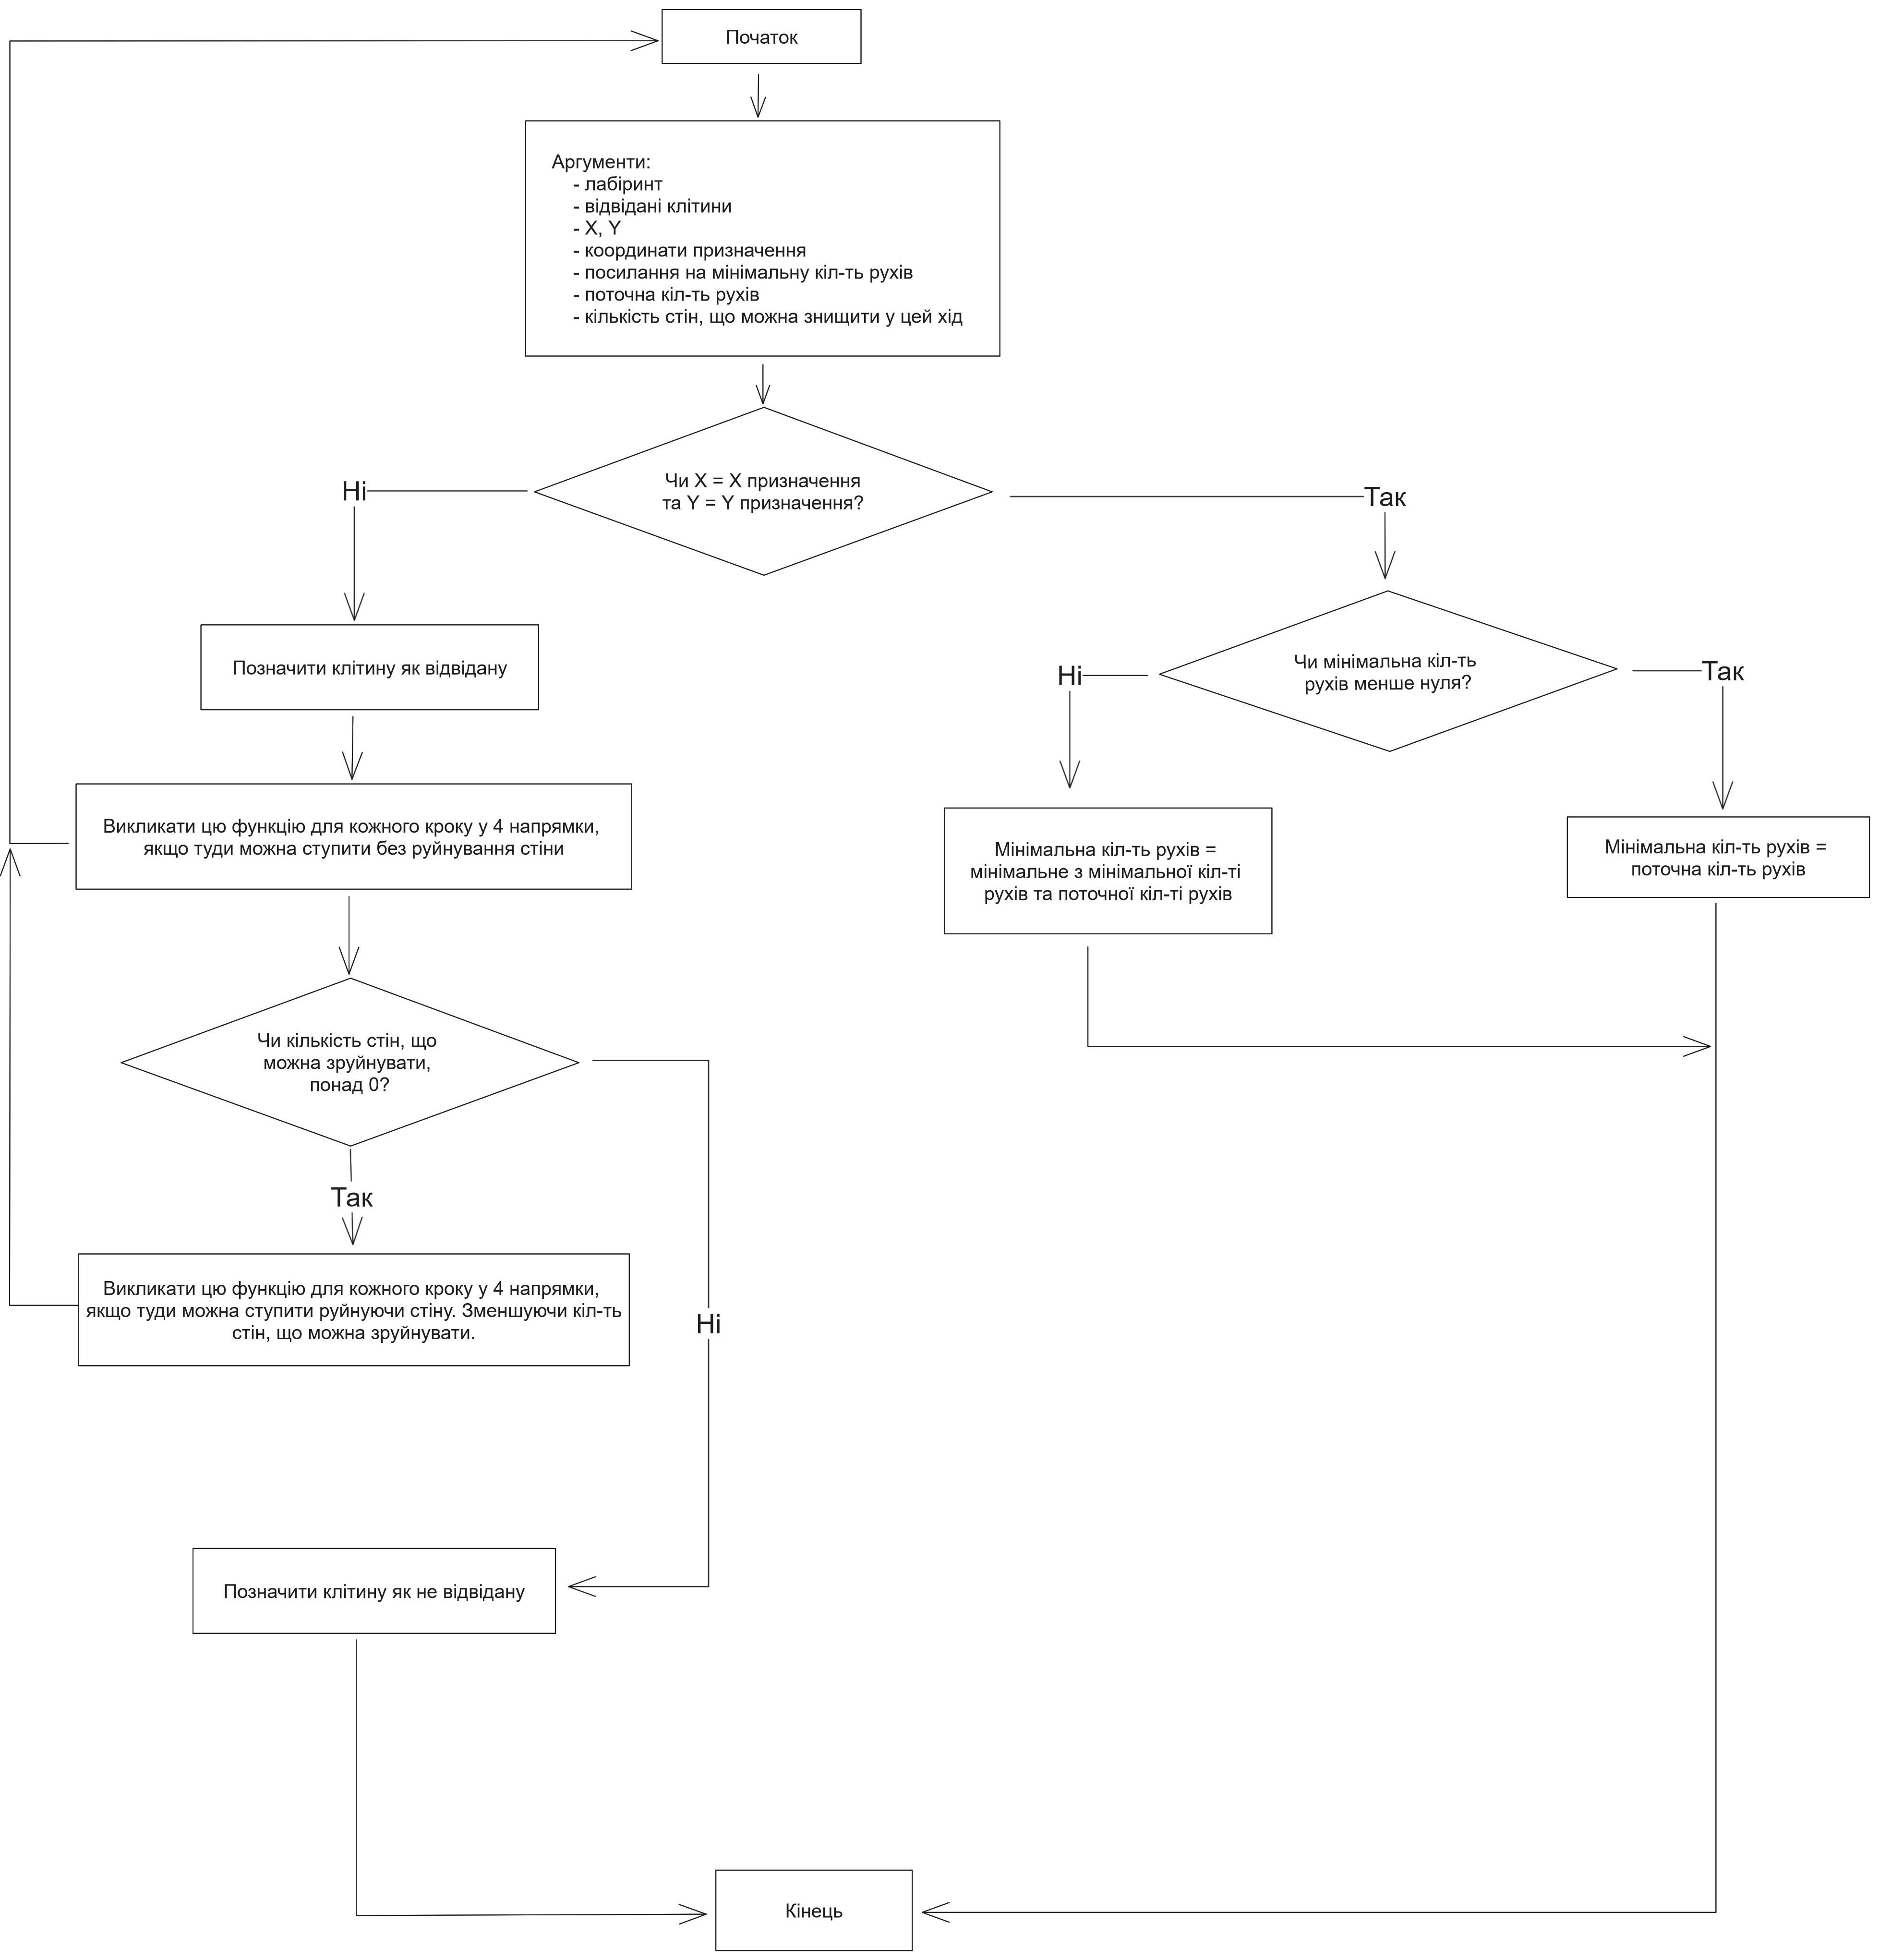 Початок
Аргументи:
- лабіринт
- відвідані клітини
- X, Y
- координати призначення
- посилання на мінімальну кіл-ть рухів
- поточна кіл-ть рухів
- кількість стін, що можна знищити у цей хід
Чи X = X призначення
та Y = Y призначення?
Ні
Так
Позначити клітину як відвідану
Чи мінімальна кіл-ть
рухів менше нуля?
Ні
Так
Викликати цю функцію для кожного кроку у 4 напрямки,
якщо туди можна ступити без руйнування стіни
Мінімальна кіл-ть рухів =
мінімальне з мінімальної кіл-ті
рухів та поточної кіл-ті рухів
Мінімальна кіл-ть рухів =
поточна кіл-ть рухів
Чи кількість стін, що
можна зруйнувати,
понад 0?
Так
Викликати цю функцію для кожного кроку у 4 напрямки,
якщо туди можна ступити руйнуючи стіну. Зменшуючи кіл-ть
стін, що можна зруйнувати.
Ні
Позначити клітину як не відвідану
Кінець